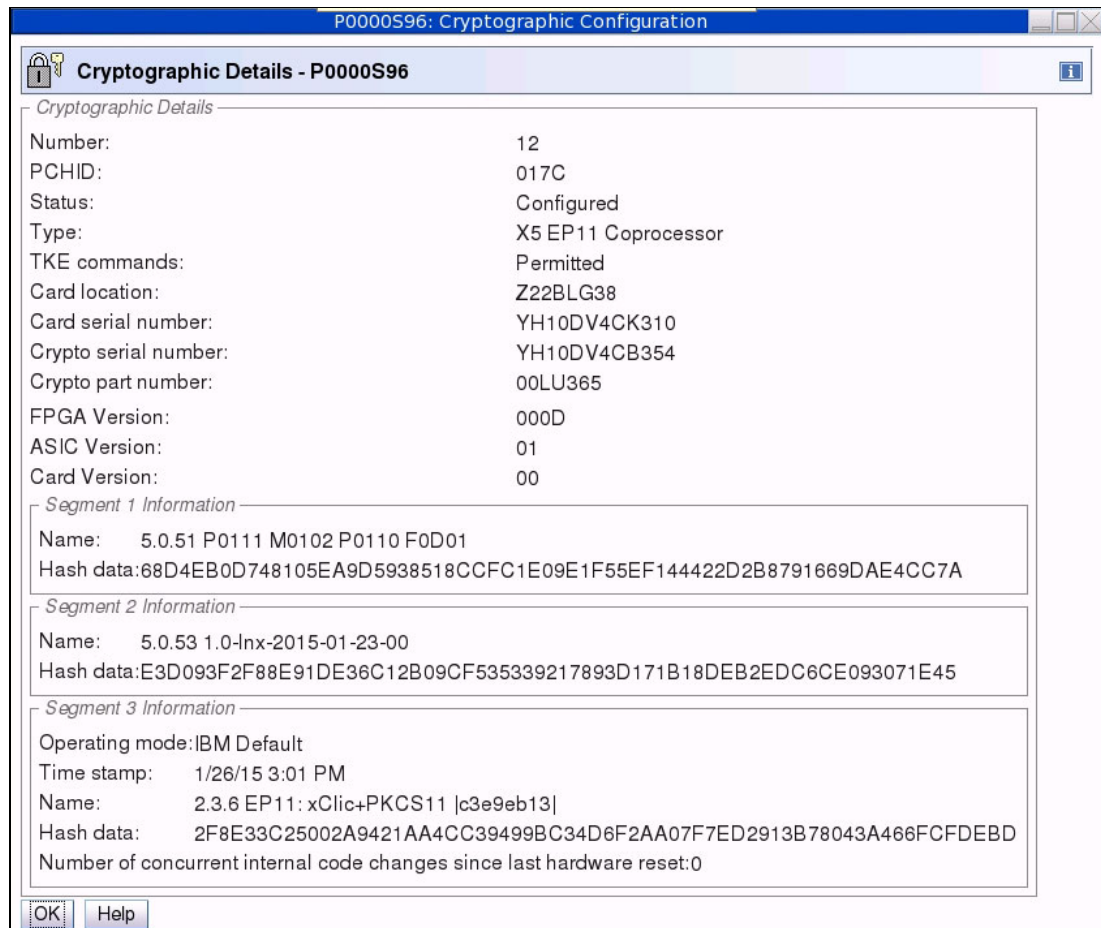 P0000S96: Cryptographic Configuration
Cryptographic Details - P0000S96
i
Cryptographic Details
Number: 12
PCHID: 017C
Status: Configured
Type: X5 EP11 Coprocessor
TKE commands: Permitted
Card location: Z22BLG38
Card serial number: YH10DV4CK310
Crypto serial number: YH10DV4CB354
Crypto part number: 00LU365
FPGA Version: 000D
ASIC Version: 01
Card Version: 00
Segment 1 Information
Name: 5.0.51 P0111 M0102 P0110 F0D01
Hash data:68D4EB0D748105EA9D5938518CCFC1E09E1F55EF144422D2B8791669DAE4CC7A
Segment 2 Information
Name: 5.0.53 1.0-lnx-2015-01-23-00
Hash data:E3D093F2F88E91DE36C12B09CF535339217893D171B18DEB2EDC6CE093071E45
Segment 3 Information
Operating mode:IBM Default
Time stamp: 1/26/15 3:01 PM
Name: 2.3.6 EP11: xClic+PKCS11 |c3e9eb13|
Hash data: 2F8E33C25002A9421AA4CC39499BC34D6F2AA07F7ED2913B78043A466FCFDEBD
Number of concurrent internal code changes since last hardware reset:0
OK Help